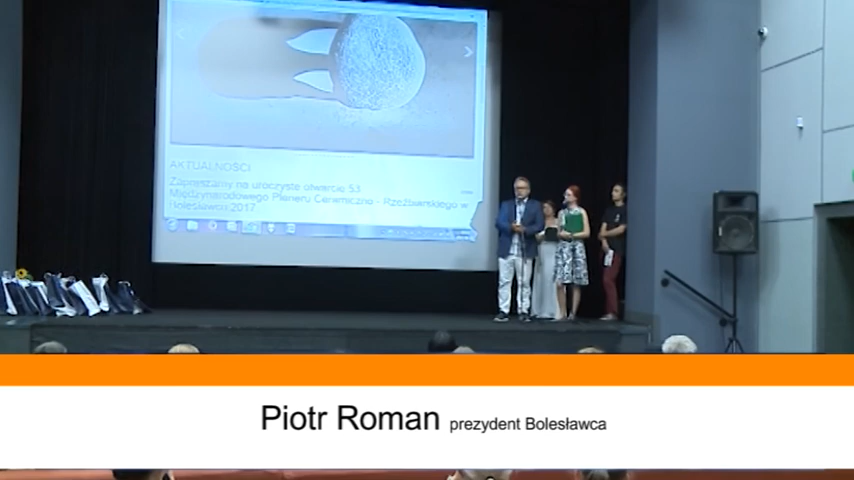 AKTUALNOŚCI
Zapraszamy na uroczyste otwarcie 53.
Międzynarodowego Pleneru Ceramiczno - Rzeźbiarskiego w
Bolesławcu 2017
Piotr Roman prezydent Bolesławca